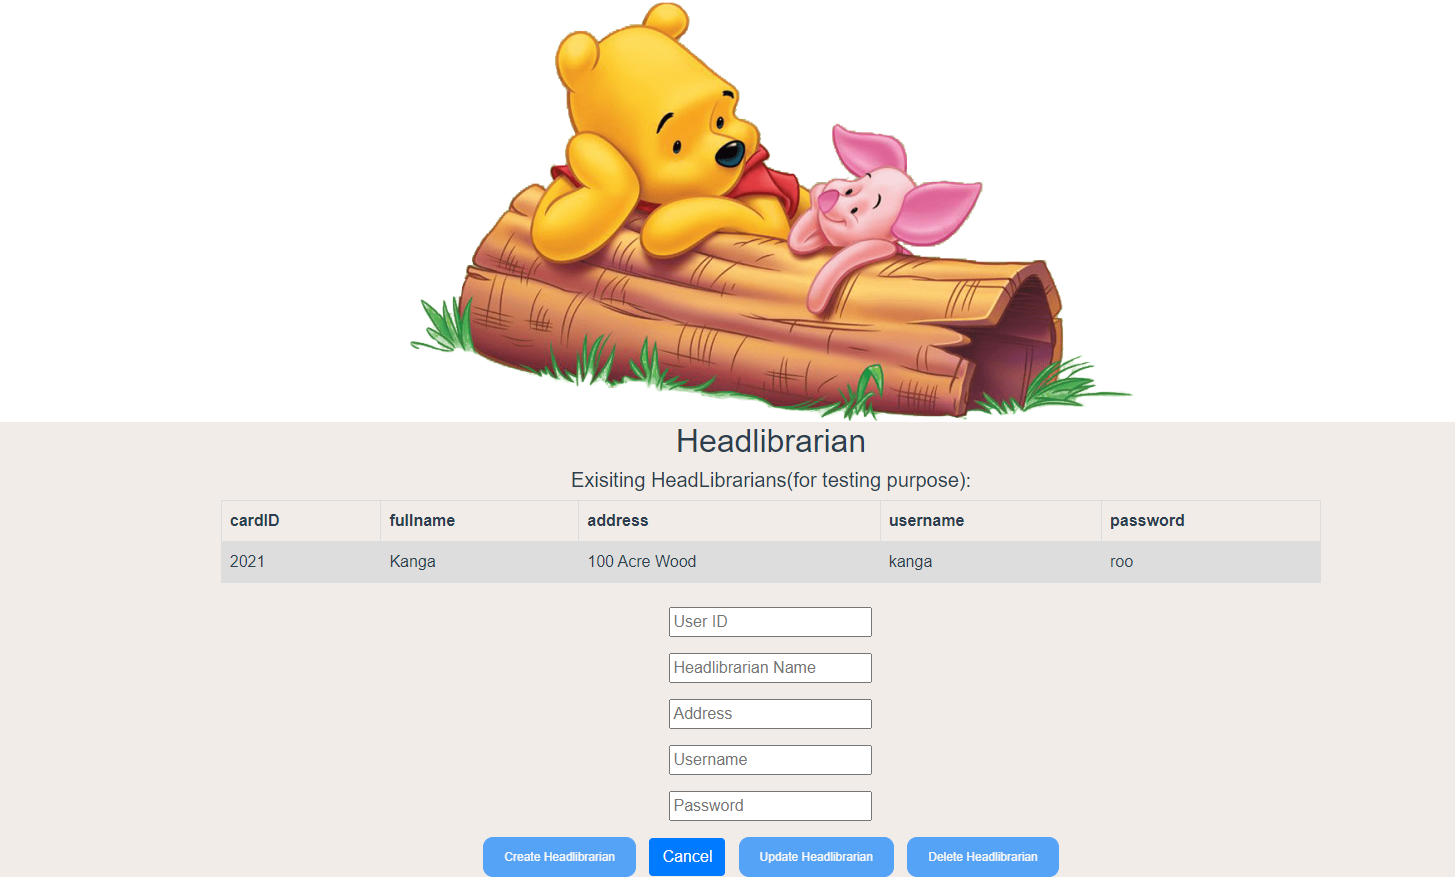 Headlibrarian
Exisiting HeadLibrarians(for testing purpose):
cardID fullname address username password
2021 Kanga 100 Acre Wood kanga roo
User ID
Headlibrarian Name
Address
Username
Password
Create Headlibrarian Cancel Update Headlibrarian Delete Headlibrarian